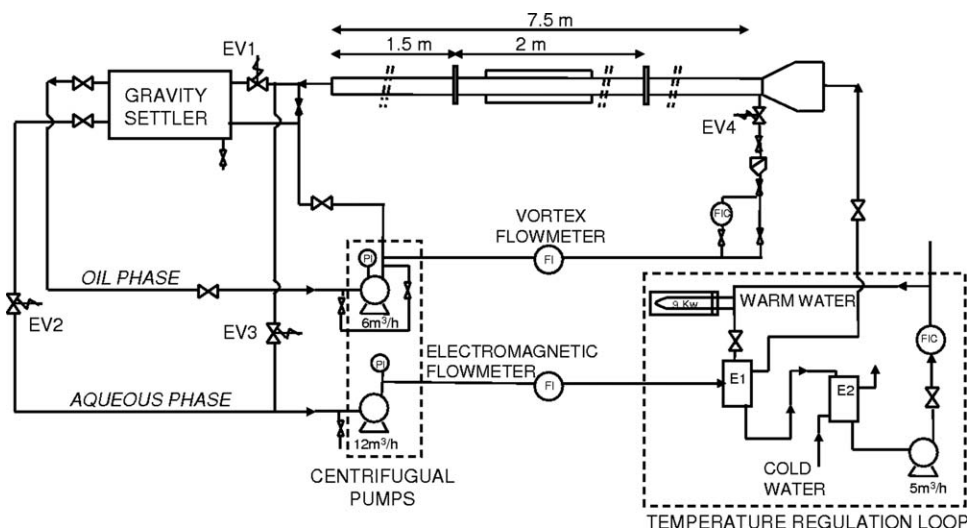 7.5 m
1.5 m
2 m
EV1
GRAVITY
SETTLER
EV4
FIC
VORTEX
FLOWMETER
FI
PI
OIL PHASE
6m³/h
EV2
EV3
9 Kw
WARM WATER
FIC
ELECTROMAGNETIC
FLOWMETER
FI
PI
E1
E2
AQUEOUS PHASE
12m³/h
COLD
WATER
5m³/h
CENTRIFUGUAL
PUMPS
TEMPERATURE REGULATION LOOP